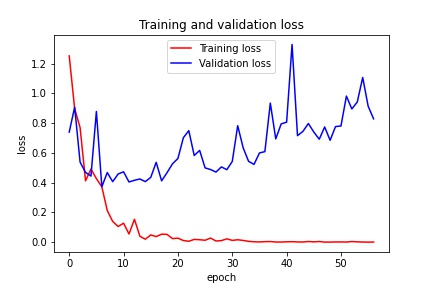 Training and validation loss
Training loss
Validation loss
loss
1.2
1.0
0.8
0.6
0.4
0.2
0.0
0 10 20 30 40 50
epoch